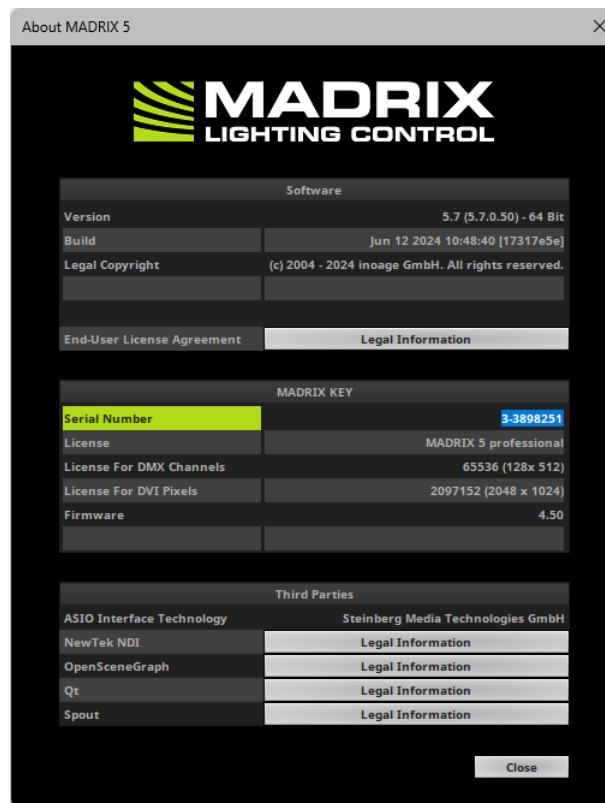 About MADRIX 5
MADRIX
LIGHTING CONTROL
Software
Version 5.7 (5.7.0.50) - 64 Bit
Build Jun 12 2024 10:48:40 [17317e5e]
Legal Copyright (c) 2004 - 2024 inoage GmbH. All rights reserved.
End-User License Agreement Legal Information
MADRIX KEY
Serial Number 3-3898251
License MADRIX 5 professional
License For DMX Channels 65536 (128x 512)
License For DVI Pixels 2097152 (2048 x 1024)
Firmware 4.50
Third Parties
ASIO Interface Technology Steinberg Media Technologies GmbH
NewTek NDI Legal Information
OpenSceneGraph Legal Information
Qt Legal Information
Spout Legal Information
Close